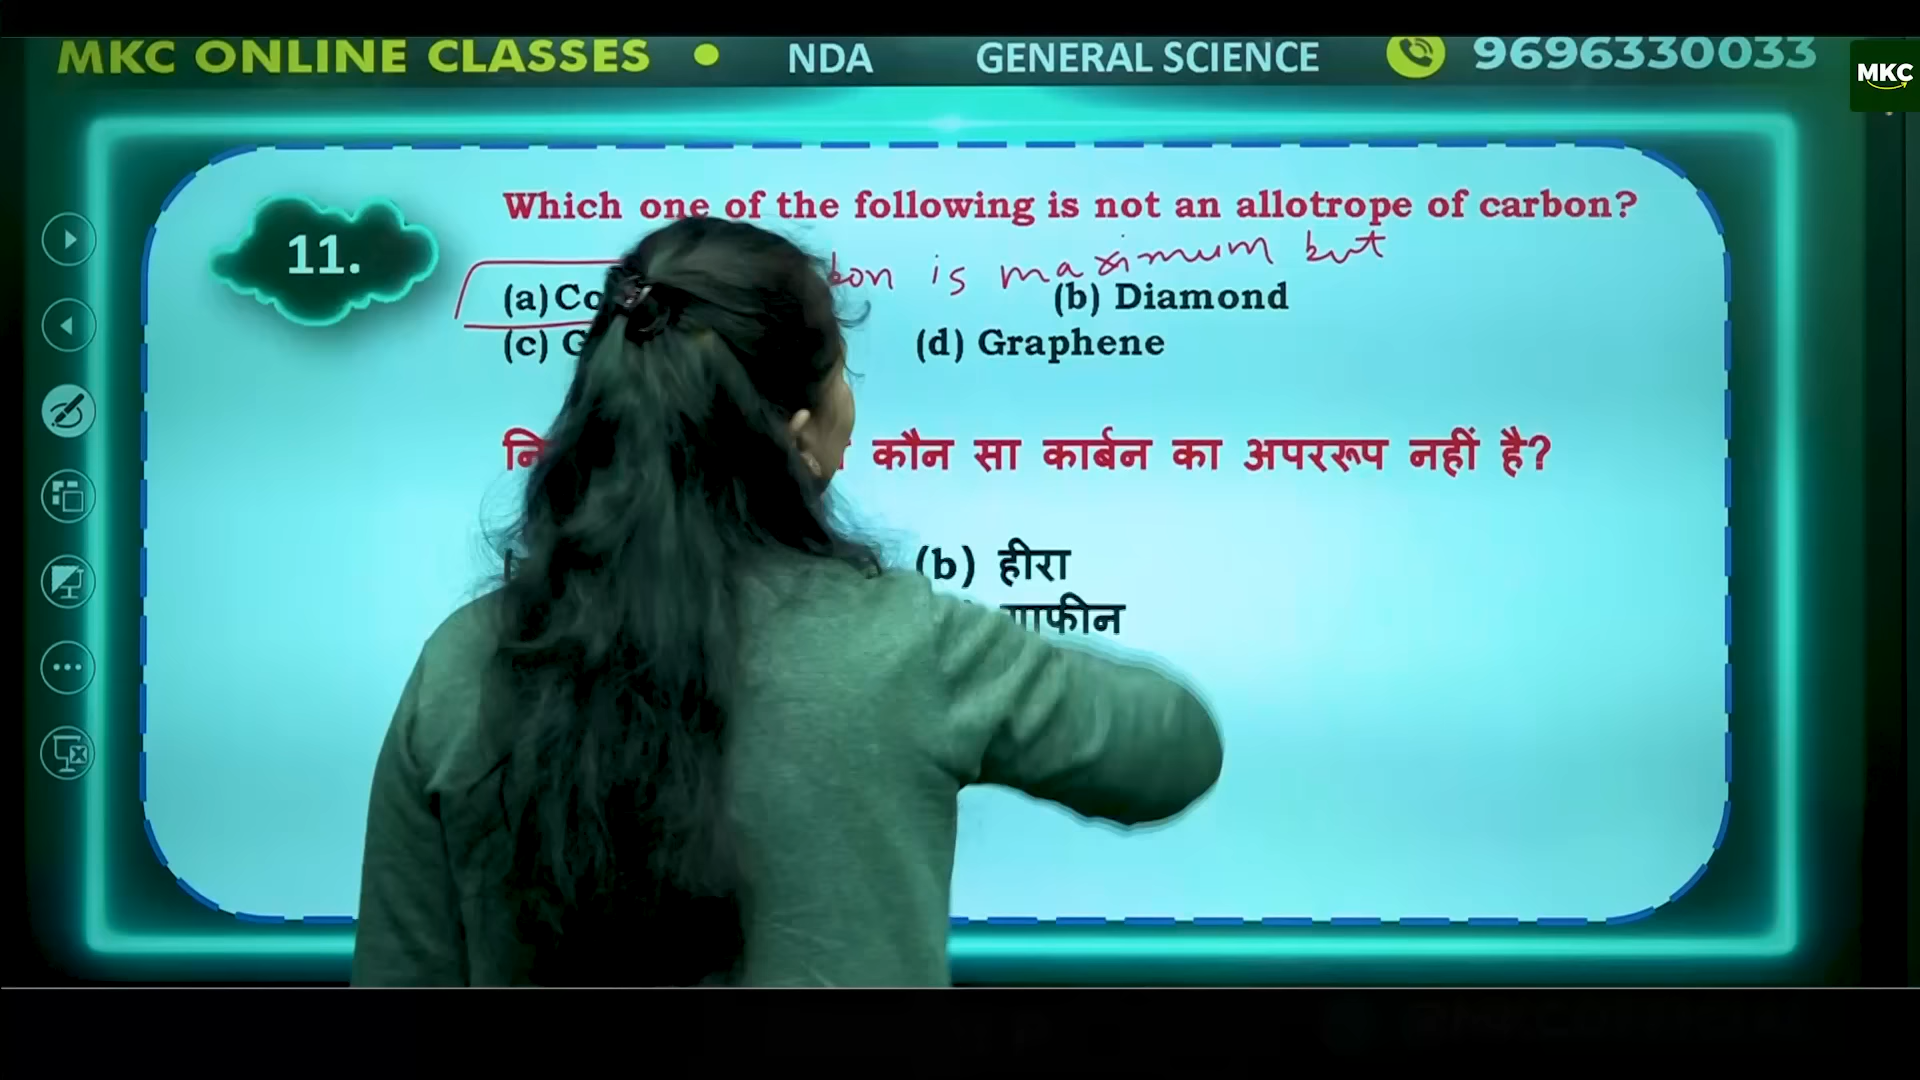 MKC ONLINE CLASSES • NDA GENERAL SCIENCE 9696330033
MKC
11.
Which one of the following is not an allotrope of carbon?
is maximum but
(a) (b) Diamond
(c) (d) Graphene
कौन सा कार्बन का अपररूप नहीं है?
(b) हीरा